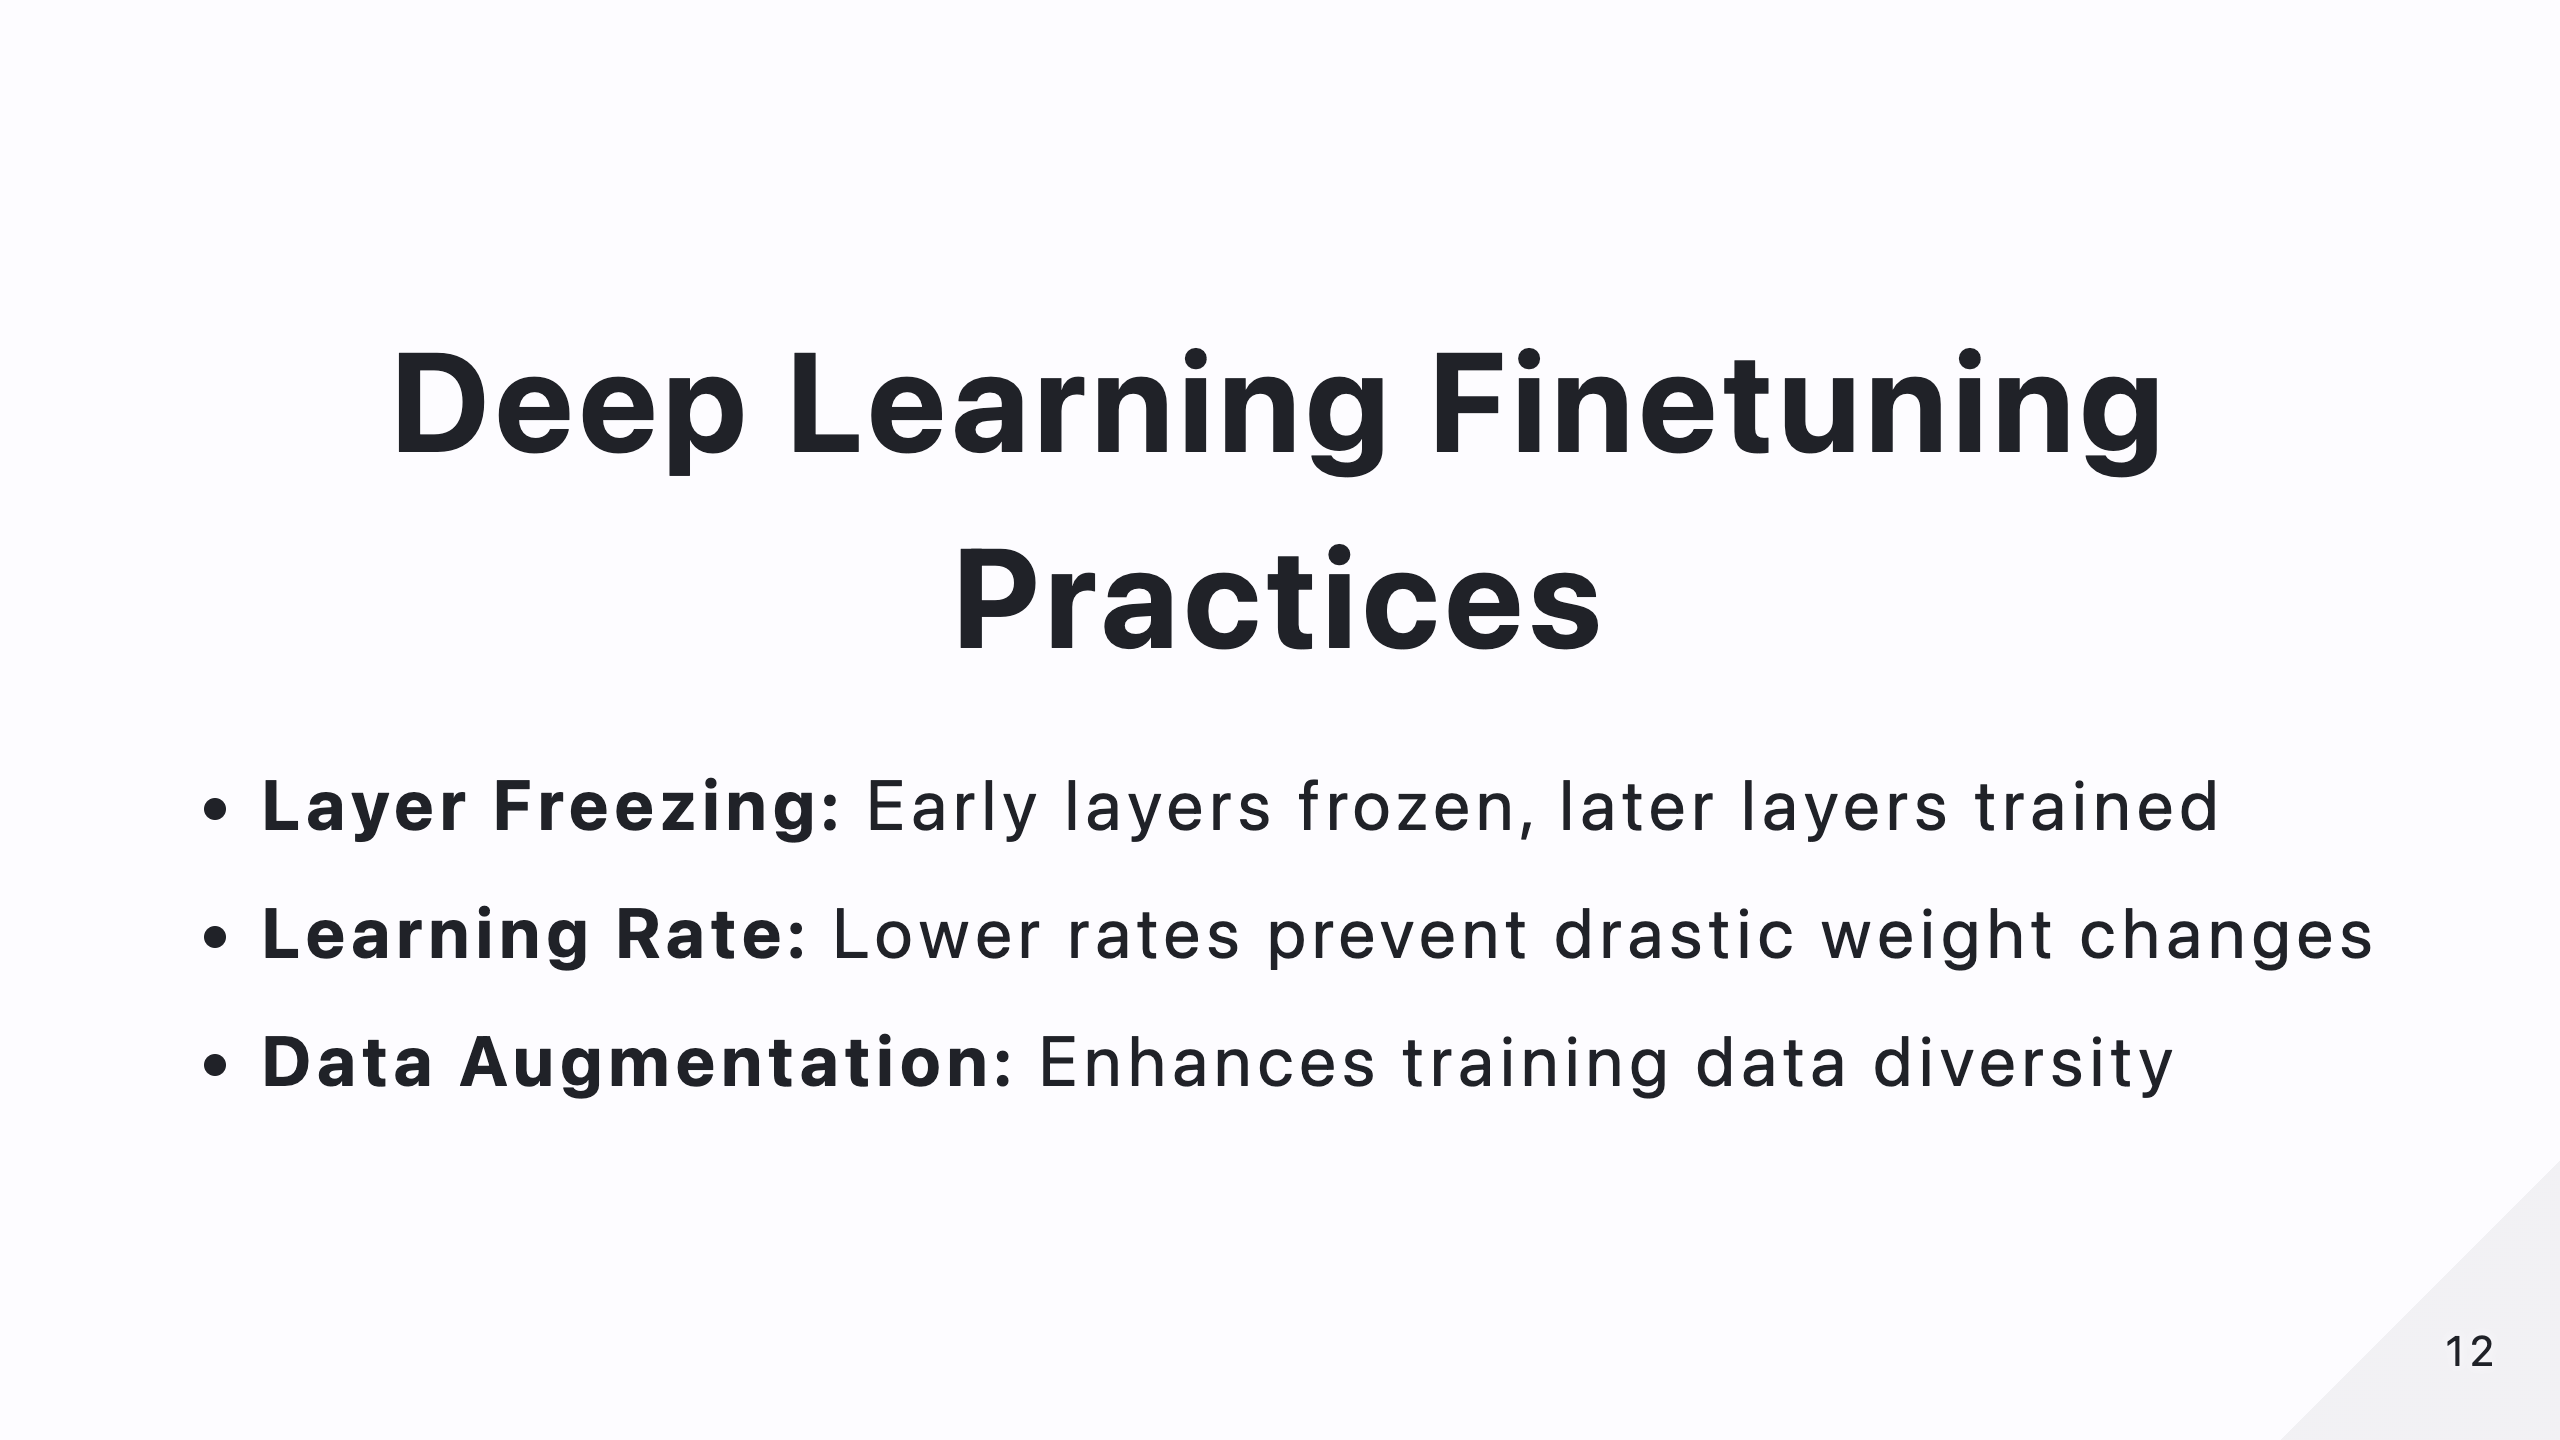 Deep Learning Finetuning
Practices
• Layer Freezing: Early layers frozen, later layers trained
• Learning Rate: Lower rates prevent drastic weight changes
• Data Augmentation: Enhances training data diversity
12